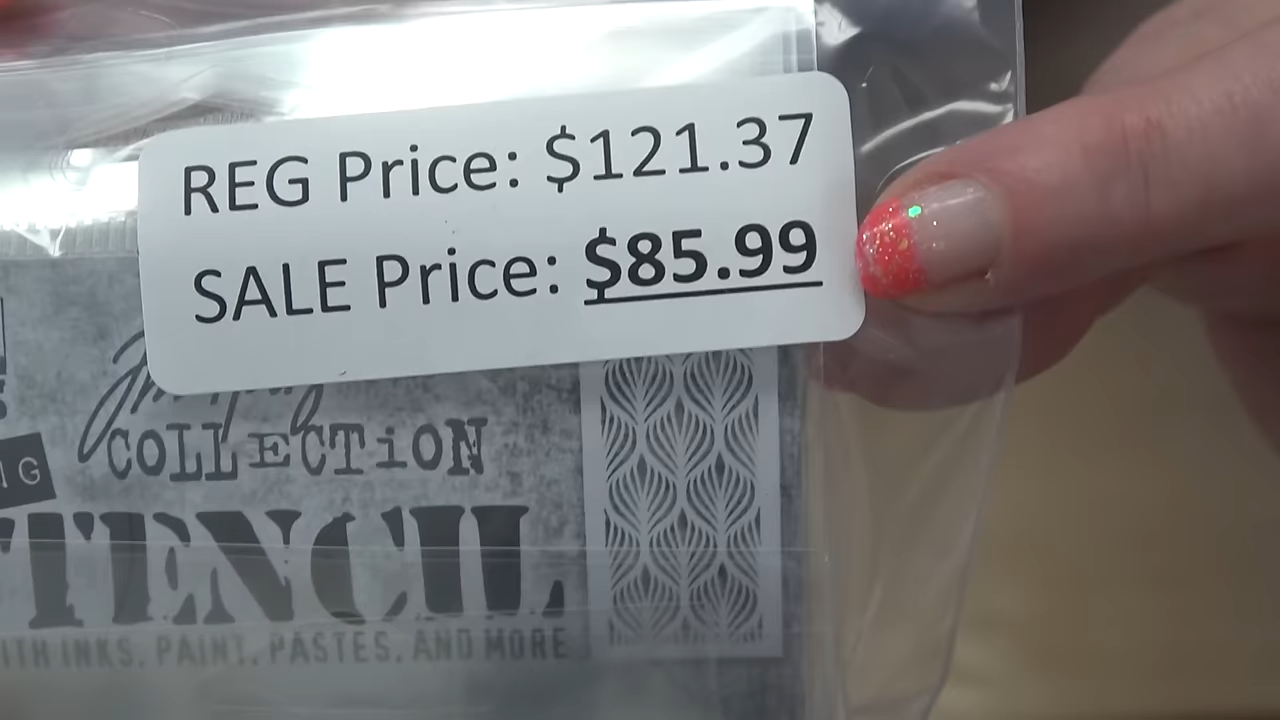 REG Price: $121.37
SALE Price: $85.99
COLLECTiON
TENCIL
ITH INKS, PAINT, PASTES, AND MORE